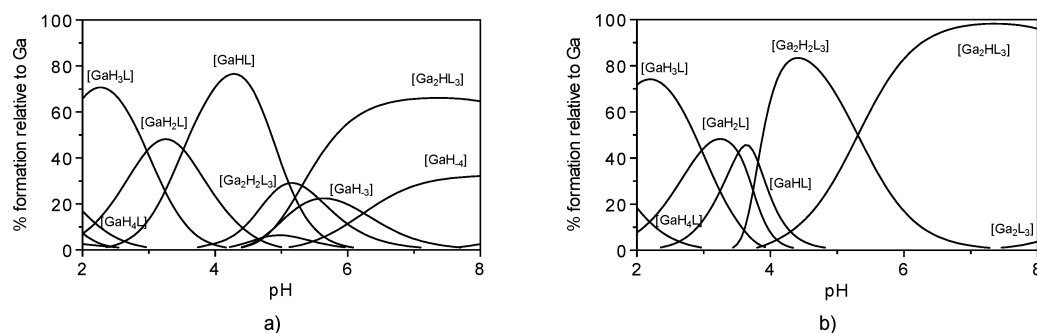 100
80
60
40
20
0
% formation relative to Ga
[GaH3L]
[GaH2L]
[GaH4L]
[GaHL]
[Ga2H2L3]
[GaH-3]
[Ga2HL3]
[GaH-4]
2 4 6 8
pH
a)
100
80
60
40
20
0
% formation relative to Ga
[GaH3L]
[GaH2L]
[GaH4L]
[GaHL]
[Ga2H2L3]
[Ga2HL3]
[Ga2L3]
2 4 6 8
pH
b)